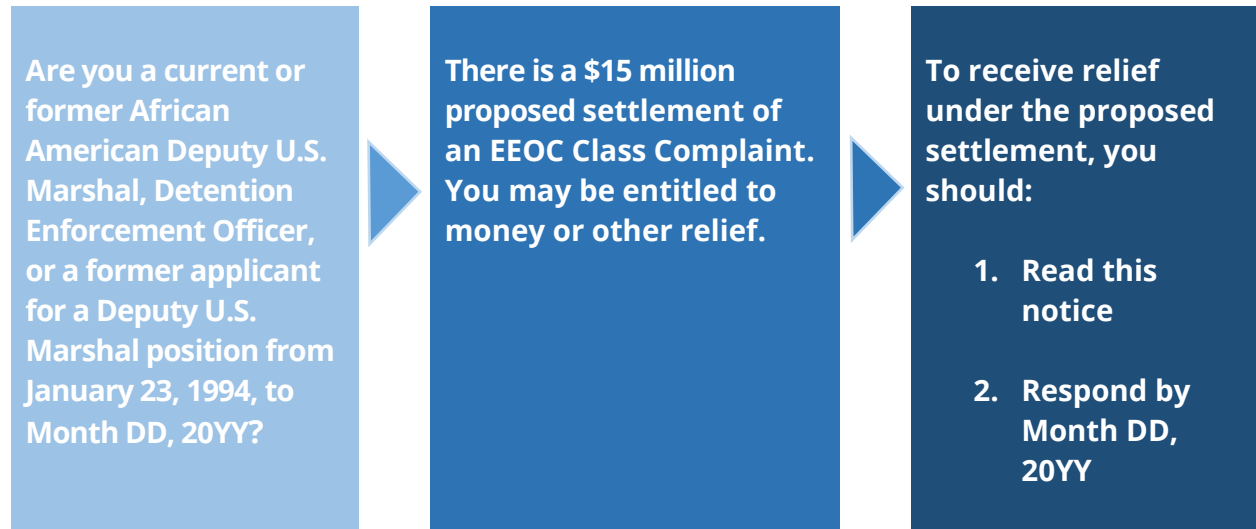 Are you a current or
former African
American Deputy U.S.
Marshal, Detention
Enforcement Officer,
or a former applicant
for a Deputy U.S.
Marshal position from
January 23, 1994, to
Month DD, 20YY?
There is a $15 million
proposed settlement of
an EEOC Class Complaint.
You may be entitled to
money or other relief.
To receive relief
under the proposed
settlement, you
should:
1. Read this
notice
2. Respond by
Month DD,
20YY